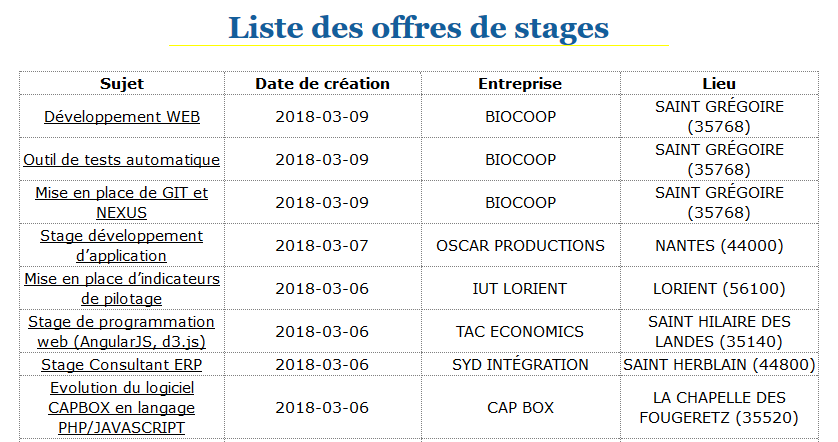 Liste des offres de stages
Sujet Date de création Entreprise Lieu
Développement WEB 2018-03-09 BIOCOOP SAINT GRÉGOIRE
(35768)
Outil de tests automatique 2018-03-09 BIOCOOP SAINT GRÉGOIRE
(35768)
Mise en place de GIT et
NEXUS 2018-03-09 BIOCOOP SAINT GRÉGOIRE
(35768)
Stage développement
d’application 2018-03-07 OSCAR PRODUCTIONS NANTES (44000)
Mise en place d’indicateurs
de pilotage 2018-03-06 IUT LORIENT LORIENT (56100)
Stage de programmation
web (AngularJS, d3.js) 2018-03-06 TAC ECONOMICS SAINT HILAIRE DES
LANDES (35140)
Stage Consultant ERP 2018-03-06 SYD INTÉGRATION SAINT HERBLAIN (44800)
Evolution du logiciel
CAPBOX en langage
PHP/JAVASCRIPT 2018-03-06 CAP BOX LA CHAPELLE DES
FOUGERETZ (35520)